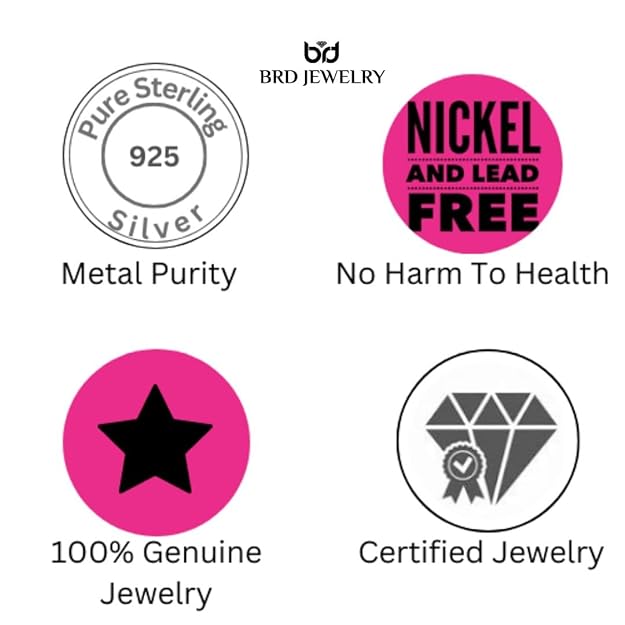 brd
BRD JEWELRY
Pure Sterling
925
Silver
Metal Purity
NICKEL
AND LEAD
FREE
No Harm To Health
100% Genuine
Jewelry
Certified Jewelry